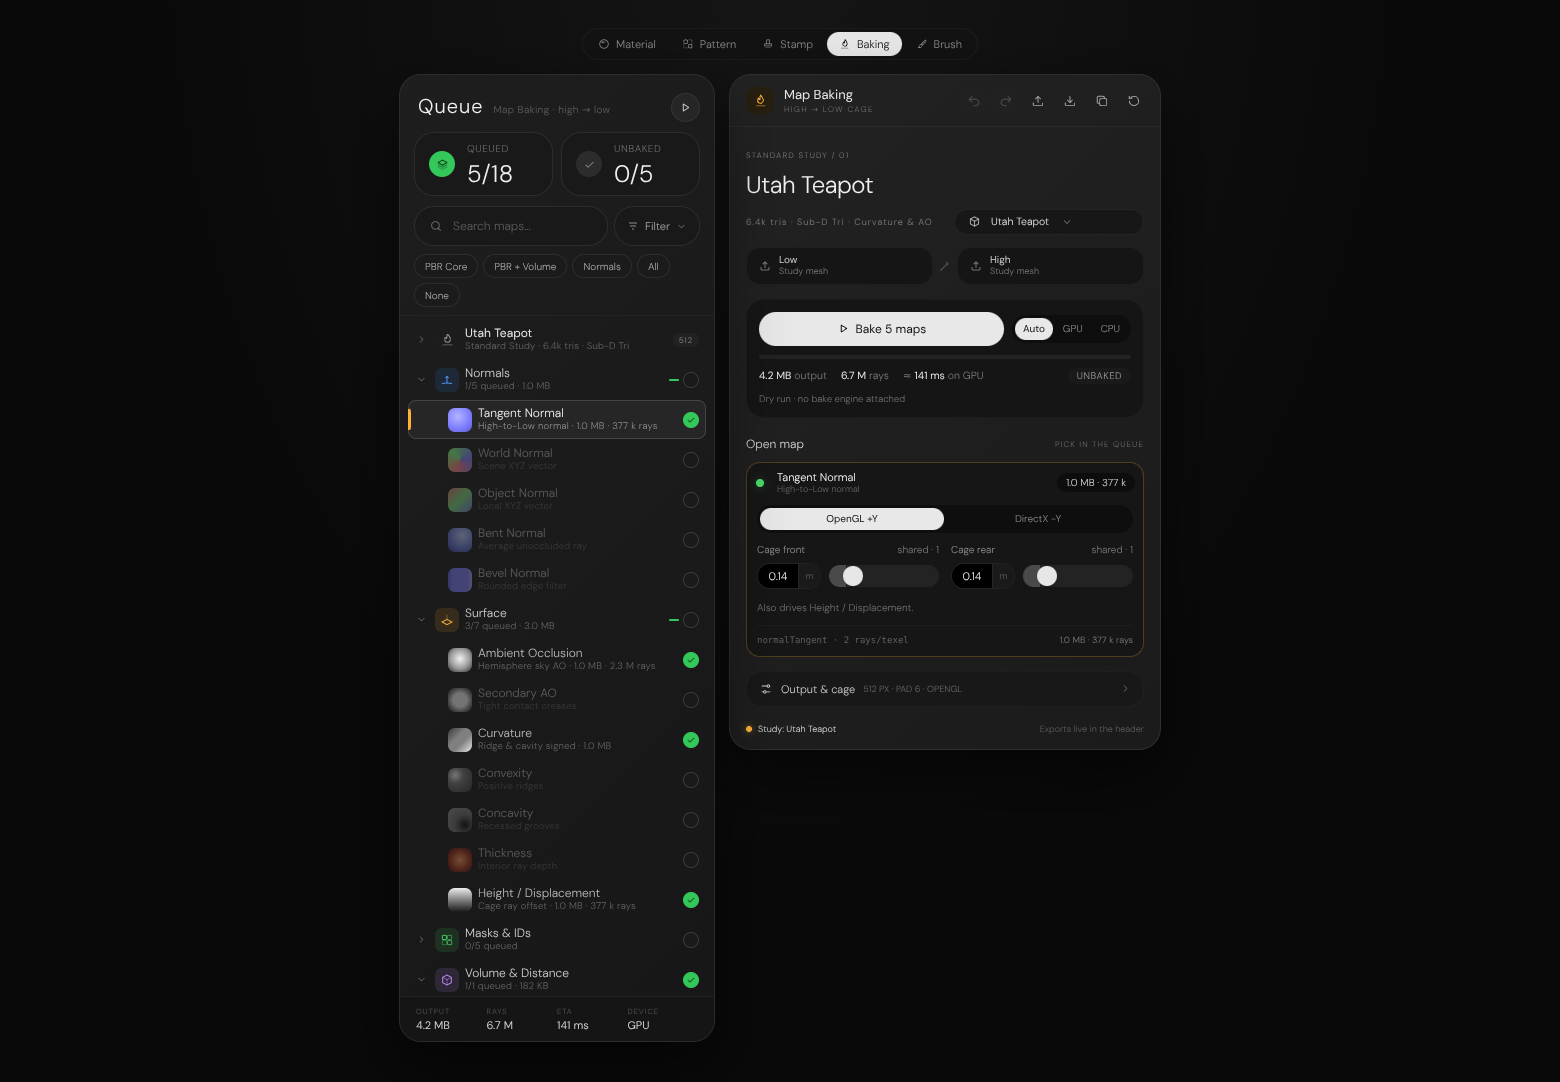 Material
Pattern
Stamp
Baking
Brush
Queue
Map Baking · high → low
QUEUED
5/18
UNBAKED
0/5
Search maps...
Filter
PBR Core
PBR + Volume
Normals
All
None
Utah Teapot
Standard Study · 6.4k tris · Sub-D Tri
512
Normals
1/5 queued · 1.0 MB
Tangent Normal
High-to-Low normal · 1.0 MB · 377 k rays
World Normal
Scene XYZ vector
Object Normal
Local XYZ vector
Bent Normal
Average unoccluded ray
Bevel Normal
Rounded edge filter
Surface
3/7 queued · 3.0 MB
Ambient Occlusion
Hemisphere sky AO · 1.0 MB · 2.3 M rays
Secondary AO
Tight contact creases
Curvature
Ridge & cavity signed · 1.0 MB
Convexity
Positive ridges
Concavity
Recessed grooves
Thickness
Interior ray depth
Height / Displacement
Cage ray offset · 1.0 MB · 377 k rays
Masks & IDs
0/5 queued
Volume & Distance
1/1 queued · 182 KB
OUTPUT
4.2 MB
RAYS
6.7 M
ETA
141 ms
DEVICE
GPU
Map Baking
HIGH → LOW CAGE
STANDARD STUDY / 01
Utah Teapot
6.4k tris · Sub-D Tri · Curvature & AO
Utah Teapot
Low
Study mesh
High
Study mesh
Bake 5 maps
Auto
GPU
CPU
4.2 MB output
6.7 M rays
≈ 141 ms on GPU
UNBAKED
Dry run · no bake engine attached
Open map
PICK IN THE QUEUE
Tangent Normal
High-to-Low normal
1.0 MB · 377 k
OpenGL +Y
DirectX -Y
Cage front
shared · 1
Cage rear
shared · 1
0.14 m
0.14 m
Also drives Height / Displacement.
normalTangent · 2 rays/texel
1.0 MB · 377 k rays
Output & cage
512 PX · PAD 6 · OPENGL
Study: Utah Teapot
Exports live in the header